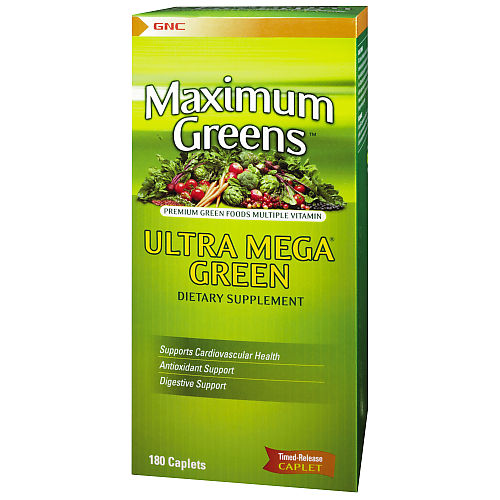 GNC
Maximum
Greens™
PREMIUM GREEN FOODS MULTIPLE VITAMIN
ULTRA MEGA®
GREEN
DIETARY SUPPLEMENT
Supports Cardiovascular Health
Antioxidant Support
Digestive Support
180 Caplets
Timed-Release
CAPLET